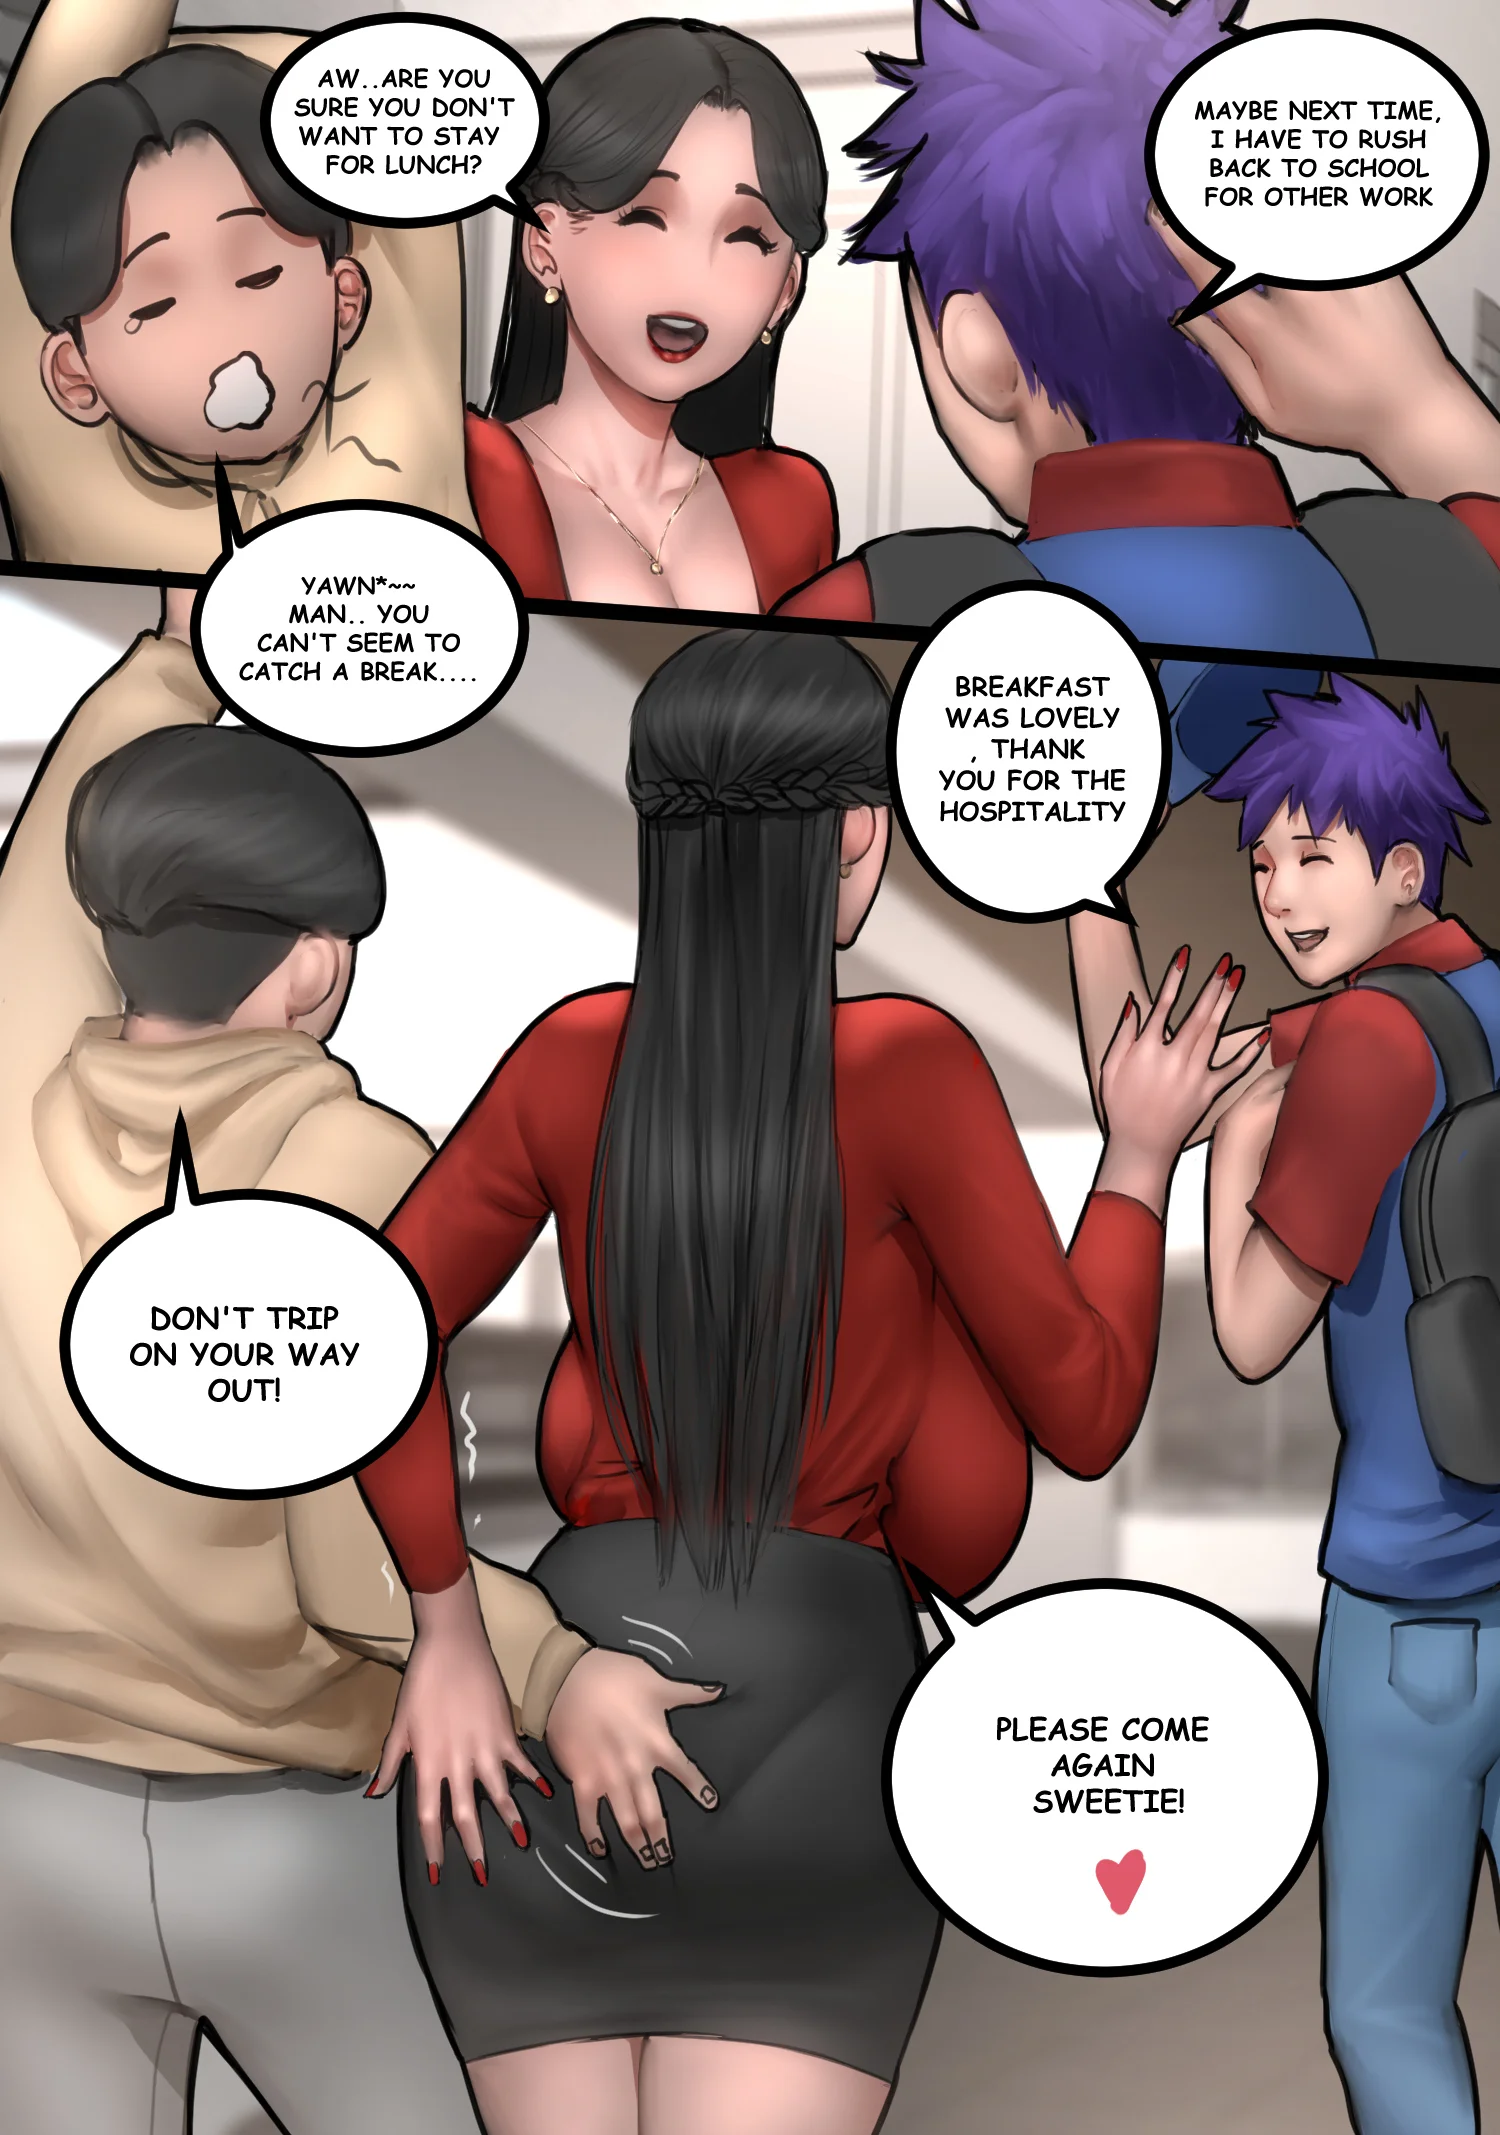 AW..ARE YOU
SURE YOU DON'T
WANT TO STAY
FOR LUNCH?
MAYBE NEXT TIME,
I HAVE TO RUSH
BACK TO SCHOOL
FOR OTHER WORK
YAWN*~~
MAN.. YOU
CAN'T SEEM TO
CATCH A BREAK....
BREAKFAST
WAS LOVELY
, THANK
YOU FOR THE
HOSPITALITY
DON'T TRIP
ON YOUR WAY
OUT!
PLEASE COME
AGAIN
SWEETIE!